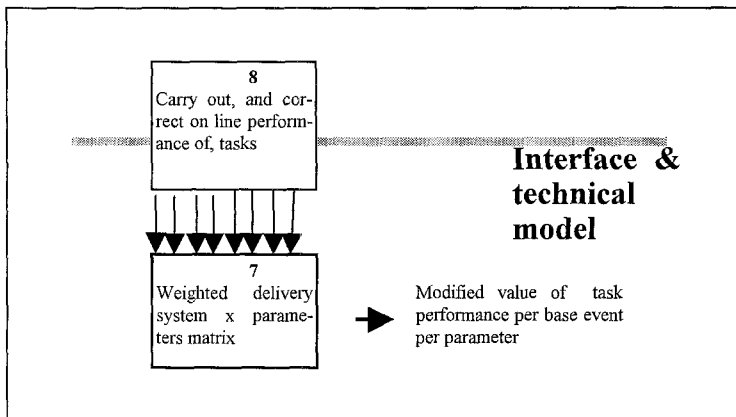 8
Carry out, and cor-
rect on line perform-
ance of, tasks
Interface &
technical
model
7
Weighted delivery
system x parame-
ters matrix
Modified value of task
performance per base event
per parameter